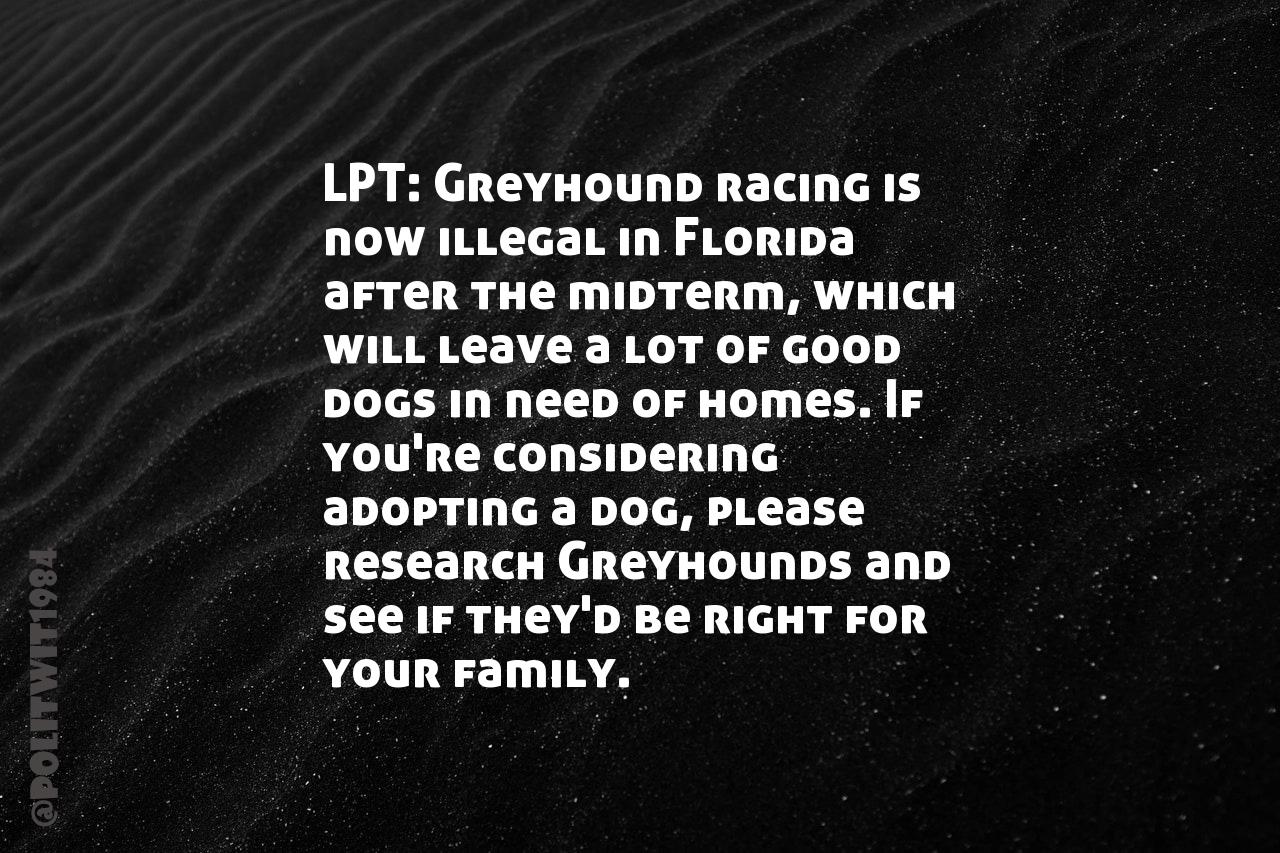 LPT: Greyhound racing is
now illegal in Florida
after the midterm, which
will leave a lot of good
dogs in need of homes. If
you're considering
adopting a dog, please
research Greyhounds and
see if they'd be right for
your family.
@POLITWIT1984